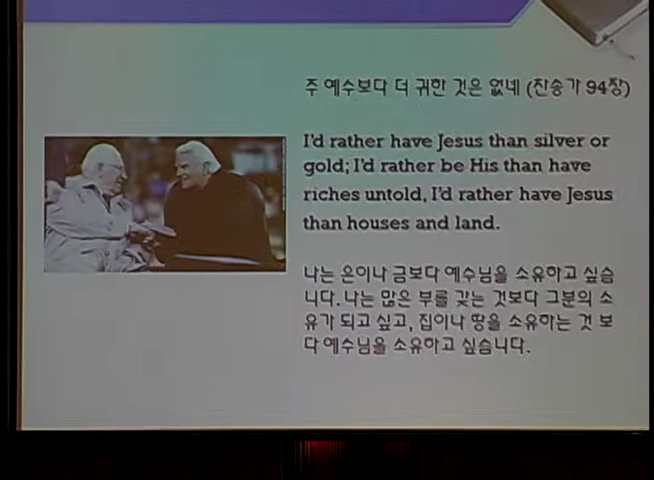 주 예수보다 더 귀한 것은 없네 (찬송가 94장)
I'd rather have Jesus than silver or
gold; I'd rather be His than have
riches untold, I'd rather have Jesus
than houses and land.
나는 은이나 금보다 예수님을 소유하고 싶습
니다. 나는 많은 부를 갖는 것보다 그분의 소
유가 되고 싶고, 집이나 땅을 소유하는 것 보
다 예수님을 소유하고 싶습니다.